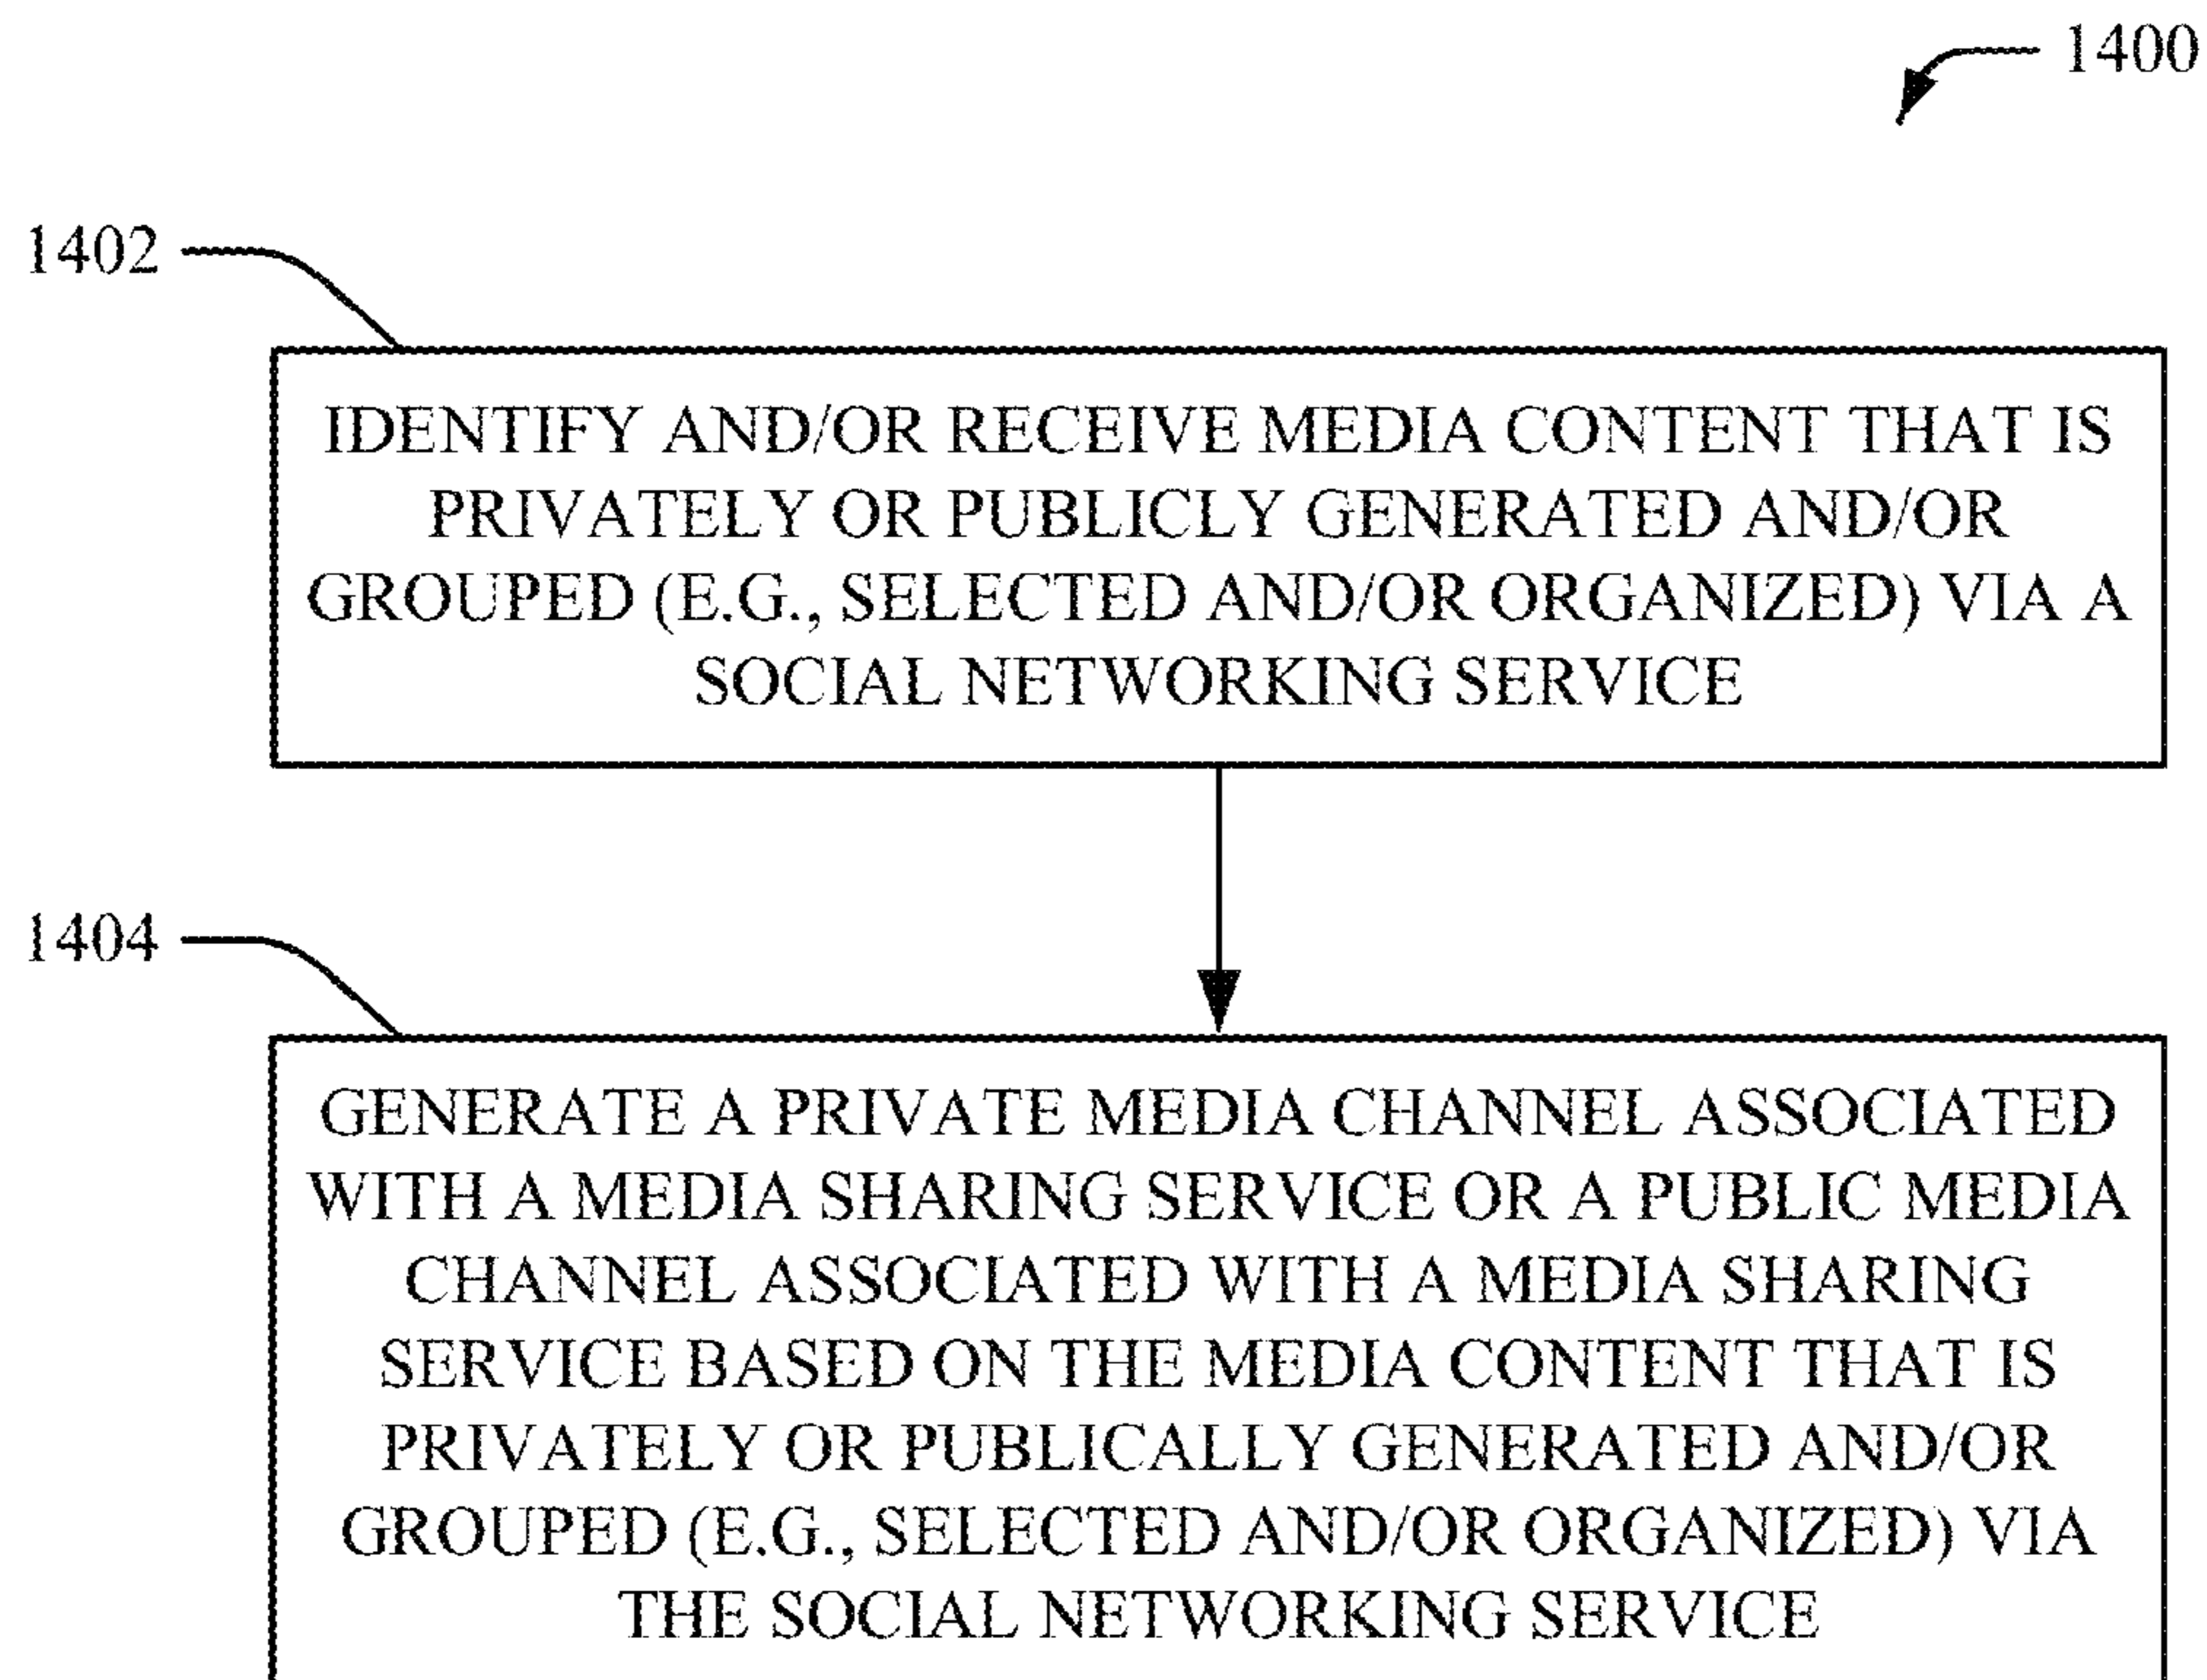 1400
1402
IDENTIFY AND/OR RECEIVE MEDIA CONTENT THAT IS
PRIVATELY OR PUBLICLY GENERATED AND/OR
GROUPED (E.G., SELECTED AND/OR ORGANIZED) VIA A
SOCIAL NETWORKING SERVICE
1404
GENERATE A PRIVATE MEDIA CHANNEL ASSOCIATED
WITH A MEDIA SHARING SERVICE OR A PUBLIC MEDIA
CHANNEL ASSOCIATED WITH A MEDIA SHARING
SERVICE BASED ON THE MEDIA CONTENT THAT IS
PRIVATELY OR PUBLICALLY GENERATED AND/OR
GROUPED (E.G., SELECTED AND/OR ORGANIZED) VIA
THE SOCIAL NETWORKING SERVICE